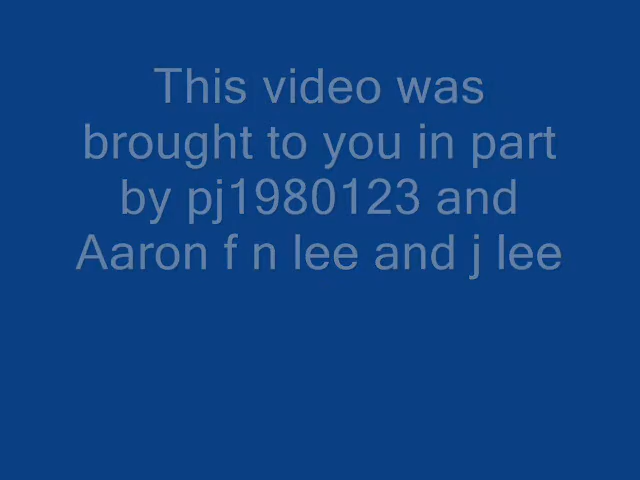 This video was
brought to you in part
by pj1980123 and
Aaron f n lee and j lee